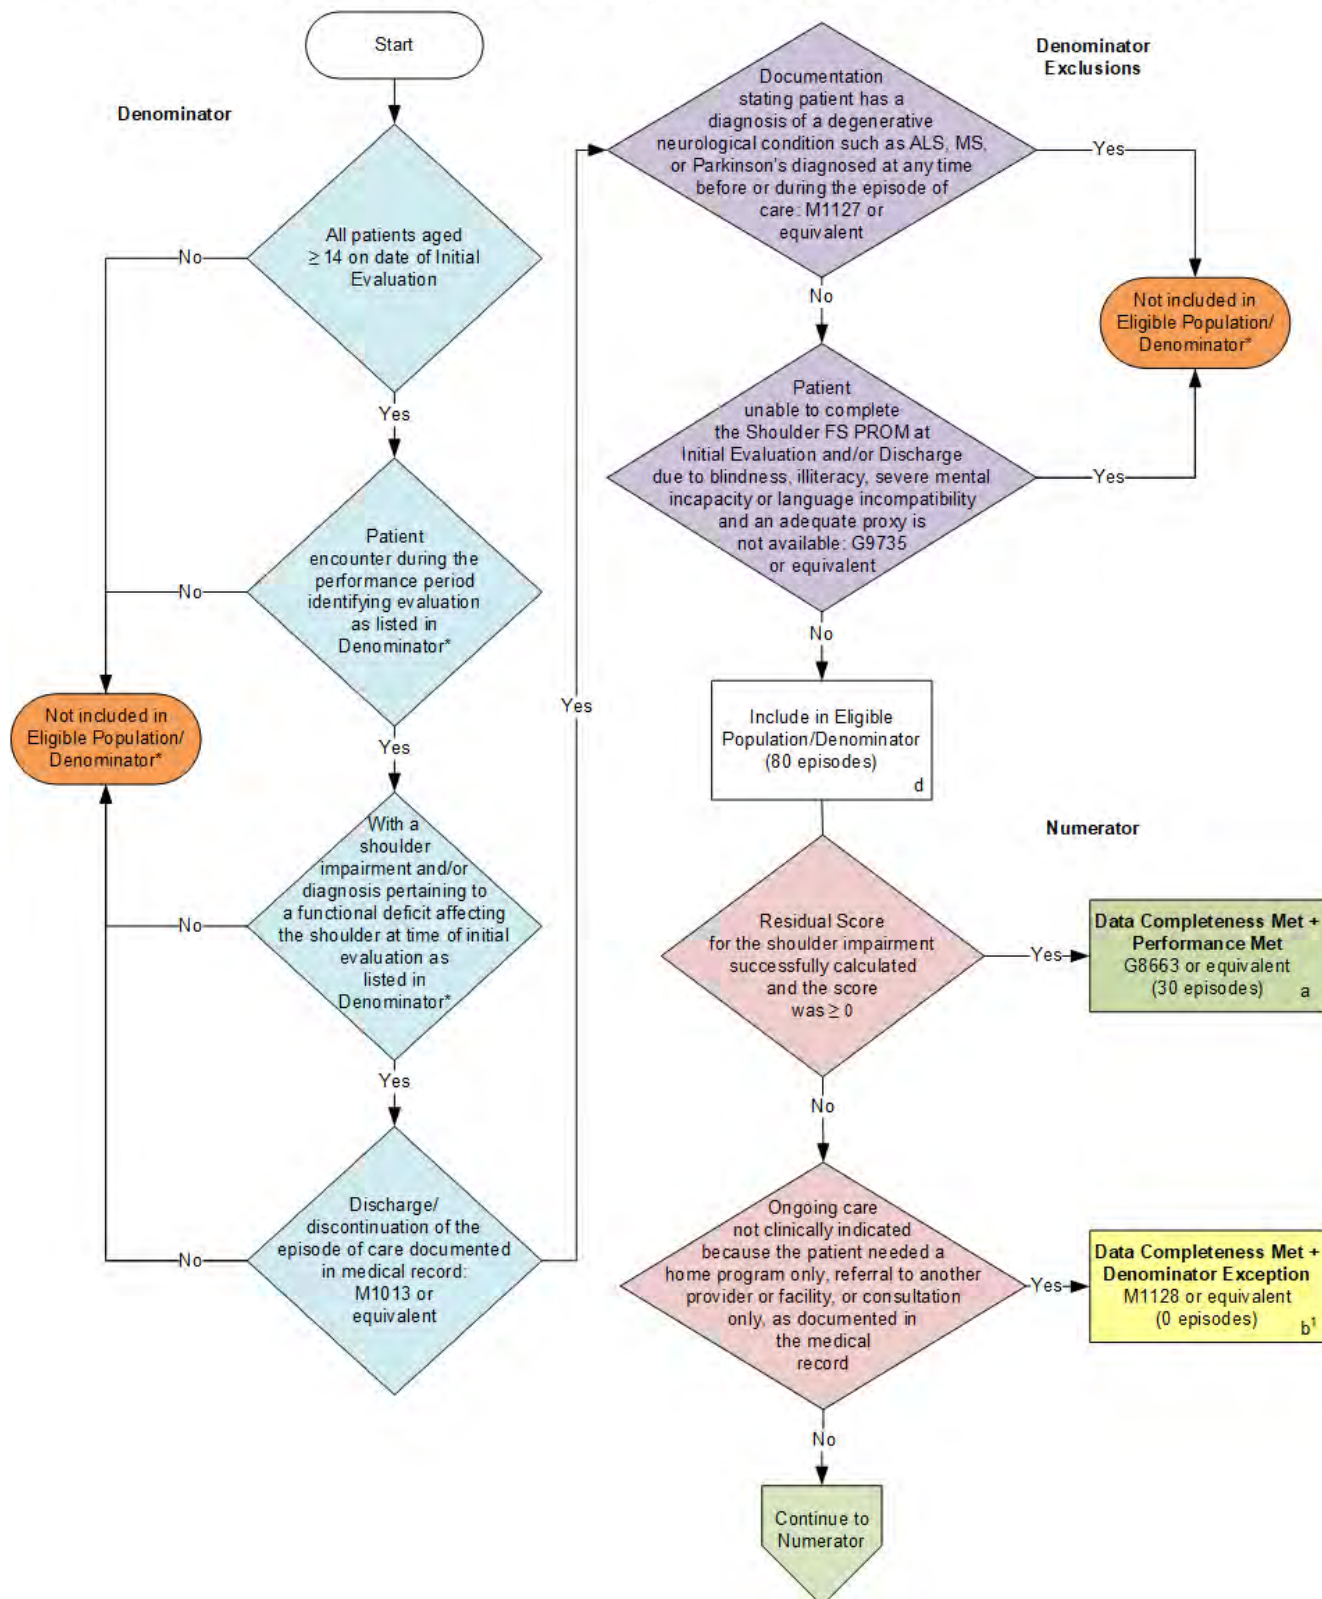 Start
Denominator
All patients aged
≥ 14 on date of Initial
Evaluation
No
Yes
Patient
encounter during the
performance period
identifying evaluation
as listed in
Denominator*
No
Yes
Not included in
Eligible Population/
Denominator*
With a
shoulder
impairment and/or
diagnosis pertaining to
a functional deficit affecting
the shoulder at time of initial
evaluation as
listed in
Denominator*
No
Yes
Discharge/
discontinuation of the
episode of care documented
in medical record:
M1013 or
equivalent
No
Yes
Denominator
Exclusions
Documentation
stating patient has a
diagnosis of a degenerative
neurological condition such as ALS, MS,
or Parkinson's diagnosed at any time
before or during the episode of
care: M1127 or
equivalent
Yes
No
Not included in
Eligible Population/
Denominator*
Patient
unable to complete
the Shoulder FS PROM at
Initial Evaluation and/or Discharge
due to blindness, illiteracy, severe mental
incapacity or language incompatibility
and an adequate proxy is
not available: G9735
or equivalent
Yes
No
Include in Eligible
Population/Denominator
(80 episodes)
d
Numerator
Residual Score
for the shoulder impairment
successfully calculated
and the score
was ≥ 0
Yes
Data Completeness Met +
Performance Met
G8663 or equivalent
(30 episodes)
a
No
Ongoing care
not clinically indicated
because the patient needed a
home program only, referral to another
provider or facility, or consultation
only, as documented in
the medical
record
Yes
Data Completeness Met +
Denominator Exception
M1128 or equivalent
(0 episodes)
b¹
No
Continue to
Numerator